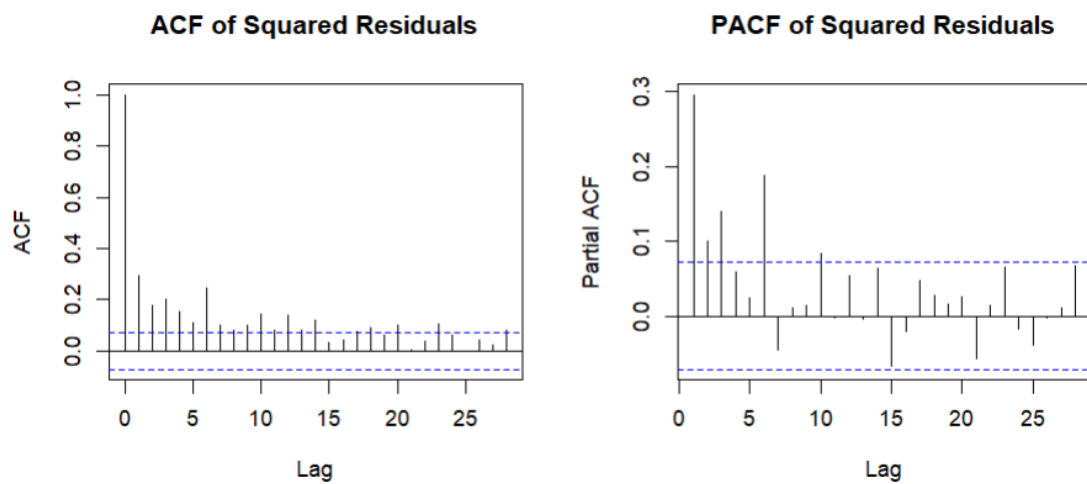 ACF of Squared Residuals
ACF
0.0 0.2 0.4 0.6 0.8 1.0
0 5 10 15 20 25
Lag
PACF of Squared Residuals
Partial ACF
0.0 0.1 0.2 0.3
0 5 10 15 20 25
Lag